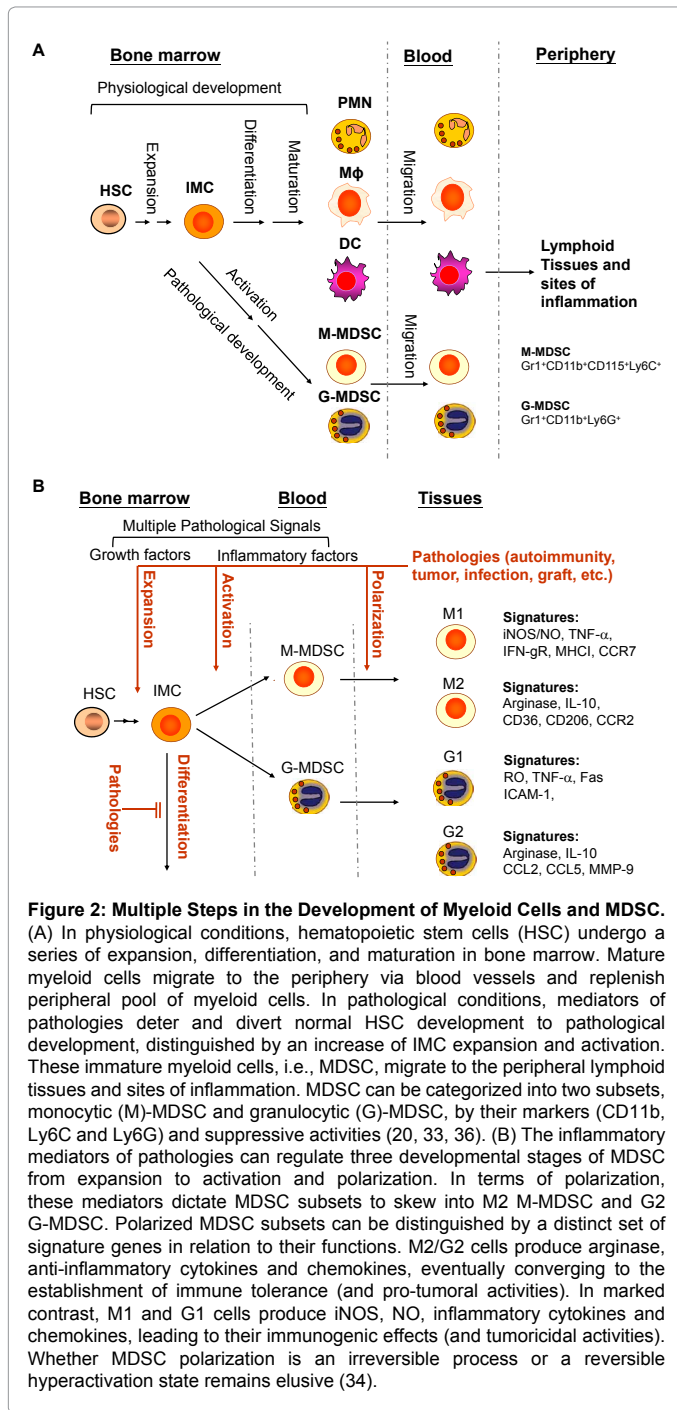 A
Bone marrow
Blood
Periphery
Physiological development
PMN
Expansion
Differentiation
Maturation
HSC
IMC
Mϕ
Migration
DC
Lymphoid
Tissues and
sites of
inflammation
Activation
Pathological development
M-MDSC
Migration
M-MDSC
Gr1⁺CD11b⁺CD115⁺Ly6C⁺
G-MDSC
G-MDSC
Gr1⁺CD11b⁺Ly6G⁺
B
Bone marrow
Blood
Tissues
Multiple Pathological Signals
Growth factors
Inflammatory factors
Pathologies (autoimmunity,
tumor, infection, graft, etc.)
Expansion
Activation
Polarization
M1
Signatures:
iNOS/NO, TNF-α,
IFN-gR, MHCI, CCR7
M-MDSC
HSC
IMC
M2
Signatures:
Arginase, IL-10,
CD36, CD206, CCR2
G-MDSC
G1
Signatures:
RO, TNF-α, Fas
ICAM-1,
Pathologies
Differentiation
G2
Signatures:
Arginase, IL-10
CCL2, CCL5, MMP-9
Figure 2: Multiple Steps in the Development of Myeloid Cells and MDSC.
(A) In physiological conditions, hematopoietic stem cells (HSC) undergo a
series of expansion, differentiation, and maturation in bone marrow. Mature
myeloid cells migrate to the periphery via blood vessels and replenish
peripheral pool of myeloid cells. In pathological conditions, mediators of
pathologies deter and divert normal HSC development to pathological
development, distinguished by an increase of IMC expansion and activation.
These immature myeloid cells, i.e., MDSC, migrate to the peripheral lymphoid
tissues and sites of inflammation. MDSC can be categorized into two subsets,
monocytic (M)-MDSC and granulocytic (G)-MDSC, by their markers (CD11b,
Ly6C and Ly6G) and suppressive activities (20, 33, 36). (B) The inflammatory
mediators of pathologies can regulate three developmental stages of MDSC
from expansion to activation and polarization. In terms of polarization,
these mediators dictate MDSC subsets to skew into M2 M-MDSC and G2
G-MDSC. Polarized MDSC subsets can be distinguished by a distinct set of
signature genes in relation to their functions. M2/G2 cells produce arginase,
anti-inflammatory cytokines and chemokines, eventually converging to the
establishment of immune tolerance (and pro-tumoral activities). In marked
contrast, M1 and G1 cells produce iNOS, NO, inflammatory cytokines and
chemokines, leading to their immunogenic effects (and tumoricidal activities).
Whether MDSC polarization is an irreversible process or a reversible
hyperactivation state remains elusive (34).